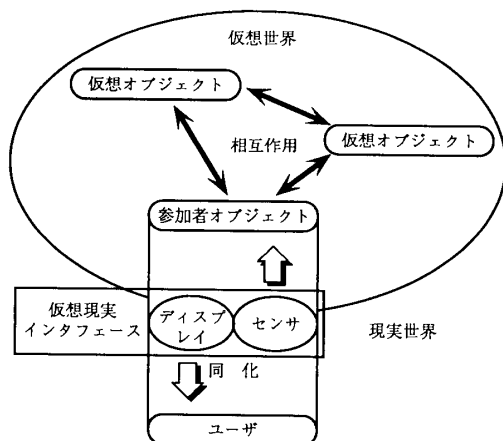 仮想世界
仮想オブジェクト
仮想オブジェクト
相互作用
参加者オブジェクト
仮想現実
インタフェース
ディスプ
レイ
センサ
現実世界
同 化
ユーザ